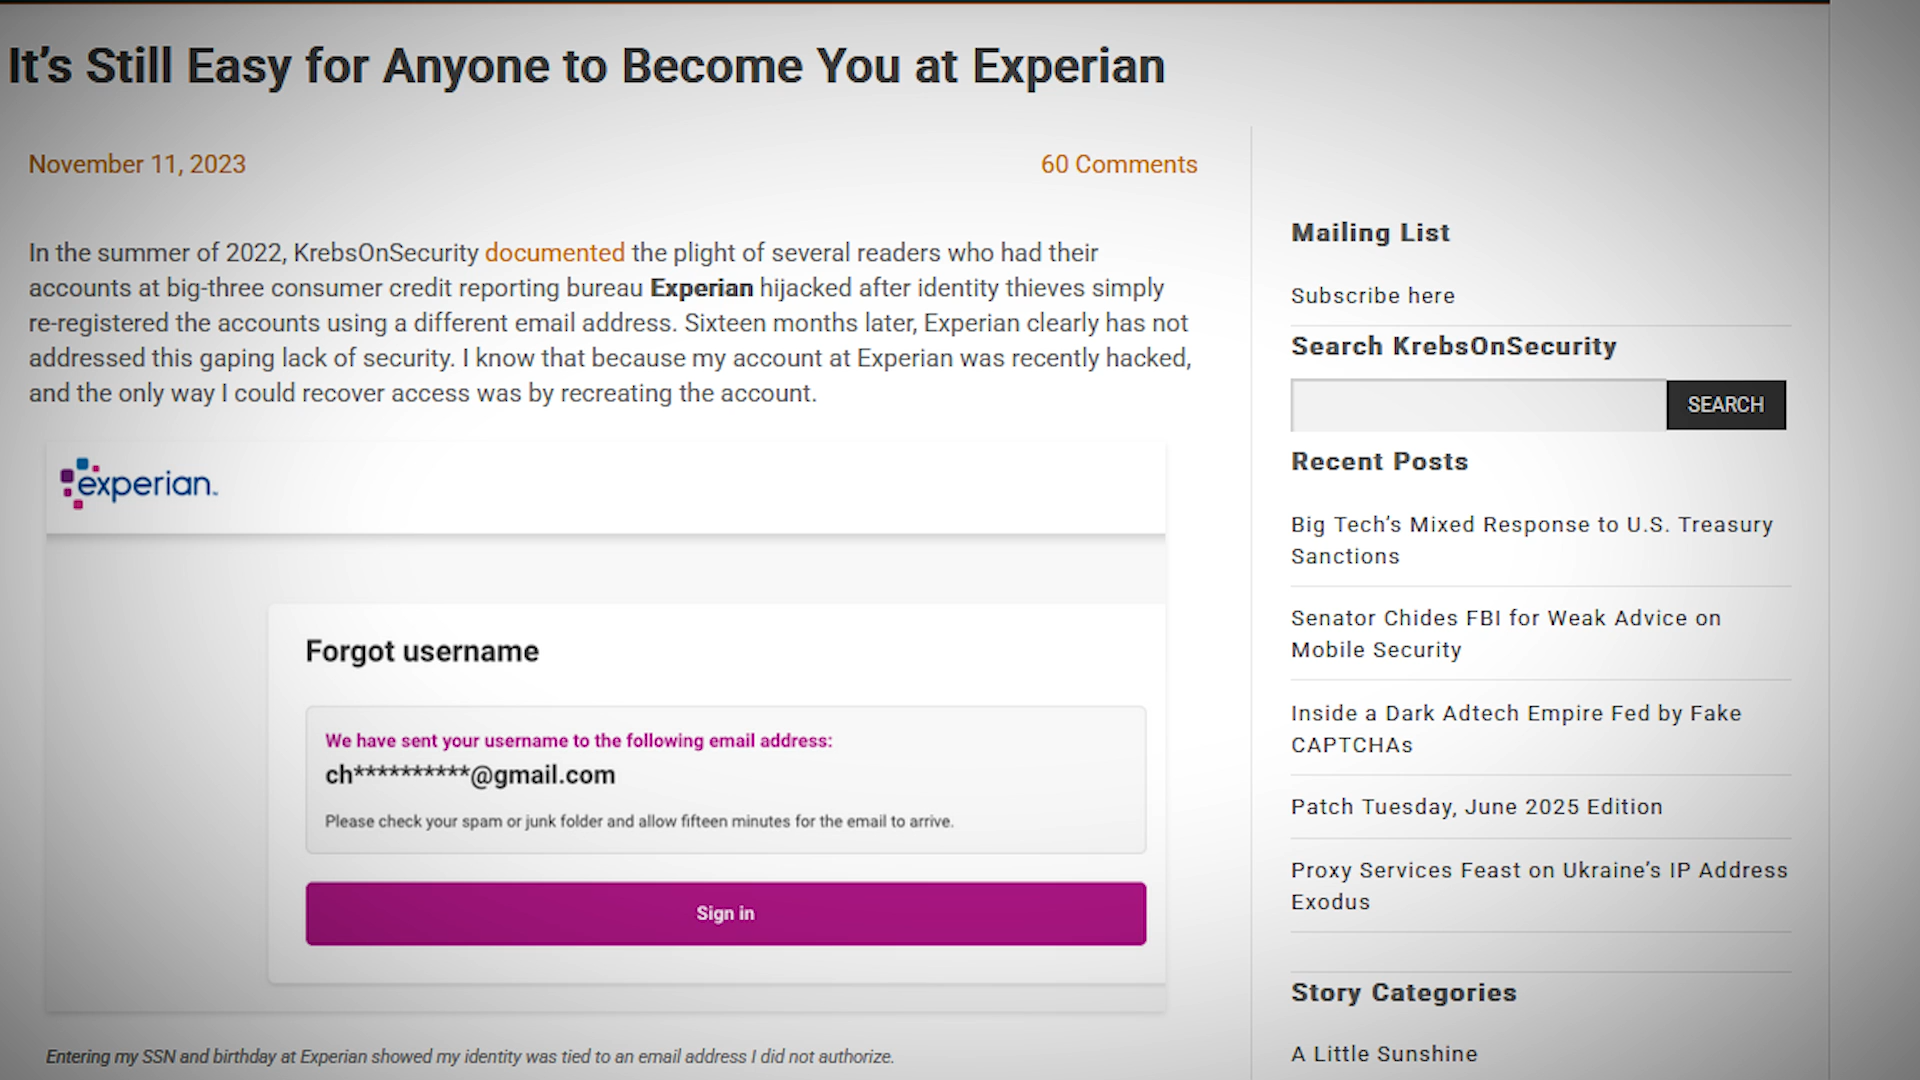 It’s Still Easy for Anyone to Become You at Experian
November 11, 2023
60 Comments
In the summer of 2022, KrebsOnSecurity documented the plight of several readers who had their
accounts at big-three consumer credit reporting bureau Experian hijacked after identity thieves simply
re-registered the accounts using a different email address. Sixteen months later, Experian clearly has not
addressed this gaping lack of security. I know that because my account at Experian was recently hacked,
and the only way I could recover access was by recreating the account.
experian™
Forgot username
We have sent your username to the following email address:
ch**********@gmail.com
Please check your spam or junk folder and allow fifteen minutes for the email to arrive.
Sign in
Entering my SSN and birthday at Experian showed my identity was tied to an email address I did not authorize.
Mailing List
Subscribe here
Search KrebsOnSecurity
SEARCH
Recent Posts
Big Tech’s Mixed Response to U.S. Treasury
Sanctions
Senator Chides FBI for Weak Advice on
Mobile Security
Inside a Dark Adtech Empire Fed by Fake
CAPTCHAs
Patch Tuesday, June 2025 Edition
Proxy Services Feast on Ukraine’s IP Address
Exodus
Story Categories
A Little Sunshine